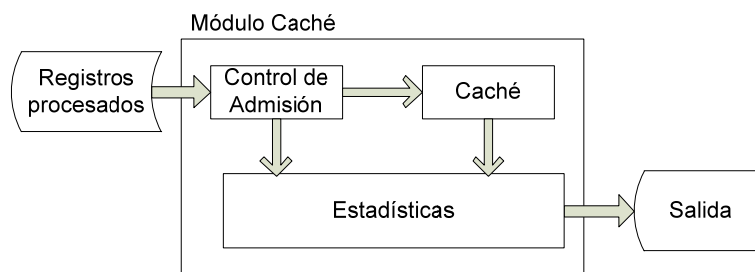 Módulo Caché
Registros
procesados
Control de
Admisión
Caché
Estadísticas
Salida